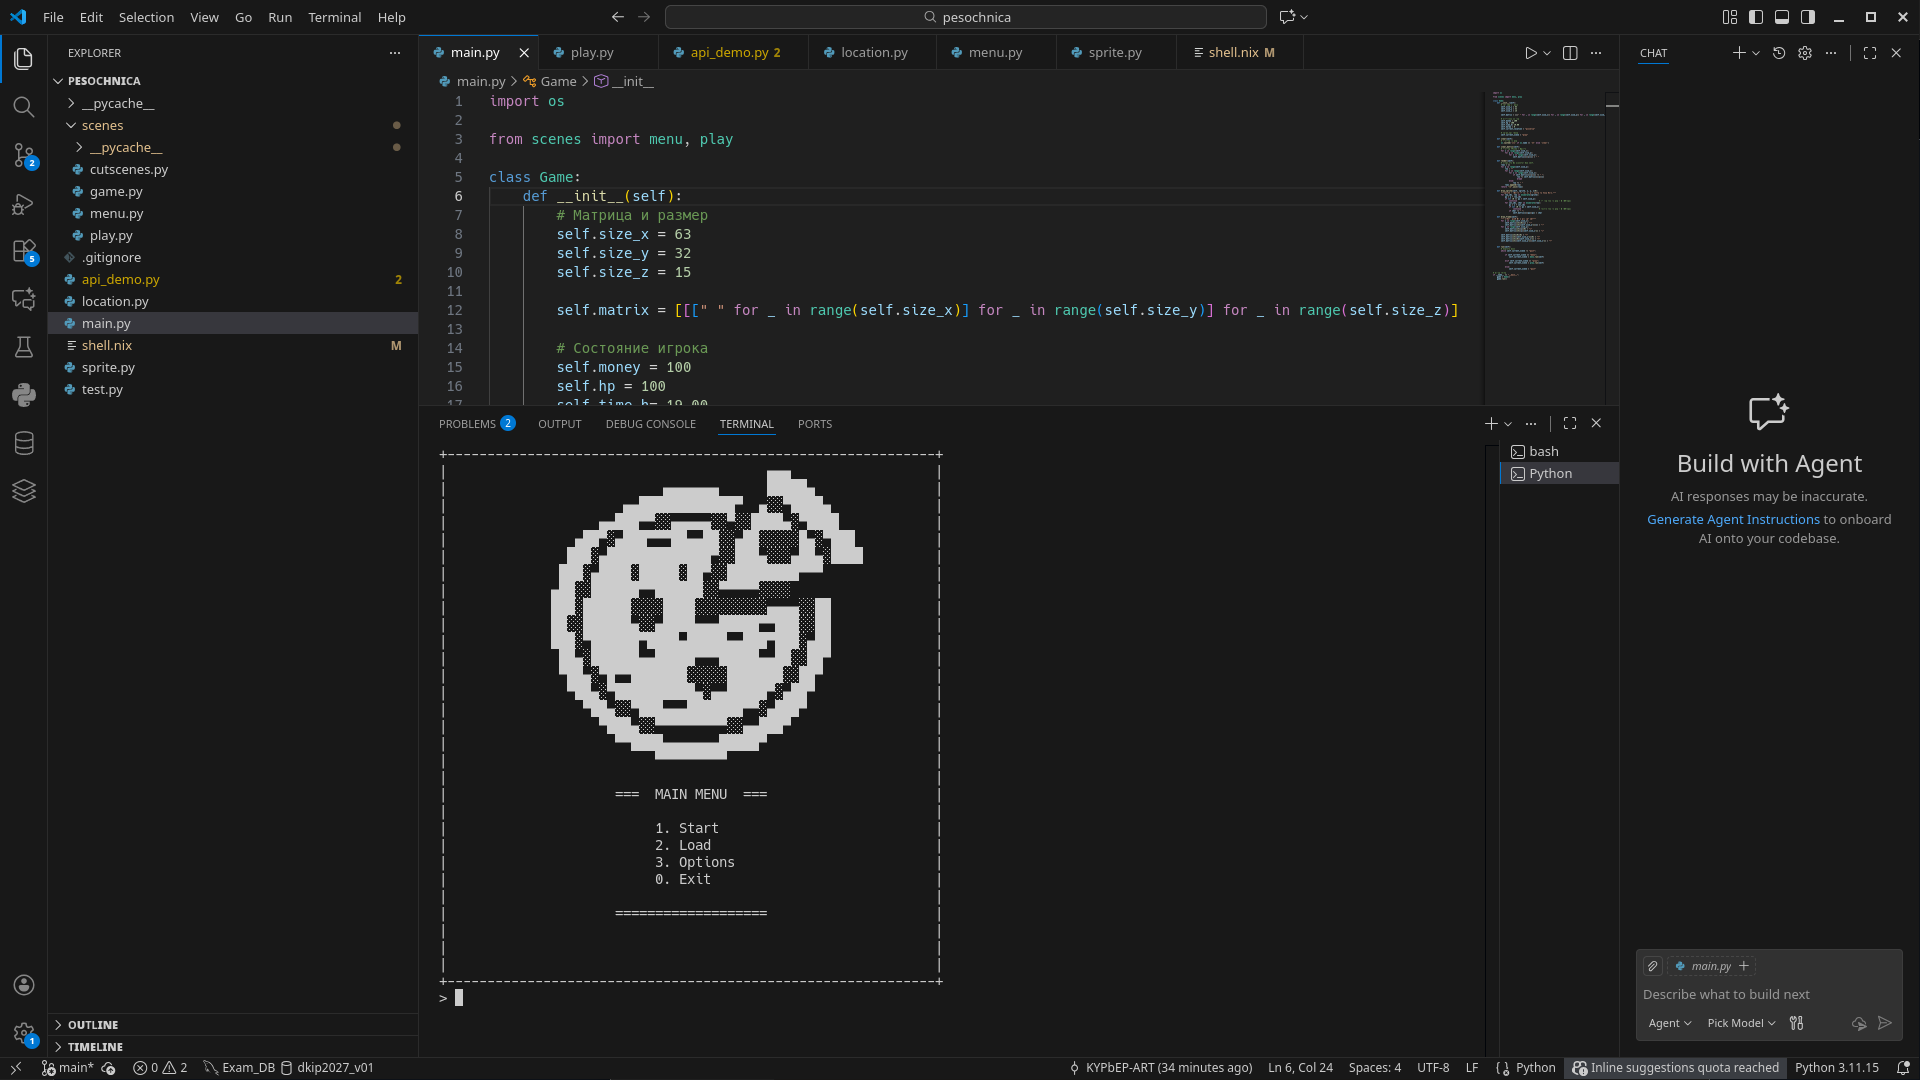 File Edit Selection View Go Run Terminal Help
pesochnica
EXPLORER
PESOCHNICA
__pycache__
scenes
__pycache__
cutscenes.py
game.py
menu.py
play.py
.gitignore
api_demo.py 2
location.py
main.py
shell.nix M
sprite.py
test.py
OUTLINE
TIMELINE
2
5
1
main.py play.py api_demo.py 2 location.py menu.py sprite.py shell.nix M
main.py > Game > __init__
1 import os
2
3 from scenes import menu, play
4
5 class Game:
6 def __init__(self):
7 # Матрица и размер
8 self.size_x = 63
9 self.size_y = 32
10 self.size_z = 15
11
12 self.matrix = [[[" " for _ in range(self.size_x)] for _ in range(self.size_y)] for _ in range(self.size_z)]
13
14 # Состояние игрока
15 self.money = 100
16 self.hp = 100
17 self.time_h= 19.00
PROBLEMS 2 OUTPUT DEBUG CONSOLE TERMINAL PORTS
=== MAIN MENU ===
1. Start
2. Load
3. Options
0. Exit
===================
>
bash
Python
CHAT
Build with Agent
AI responses may be inaccurate.
Generate Agent Instructions to onboard
AI onto your codebase.
main.py
Describe what to build next
Agent Pick Model
main* 0 2 Exam_DB dkip2027_v01 KYPbEP-ART (34 minutes ago) Ln 6, Col 24 Spaces: 4 UTF-8 LF Python Inline suggestions quota reached Python 3.11.15